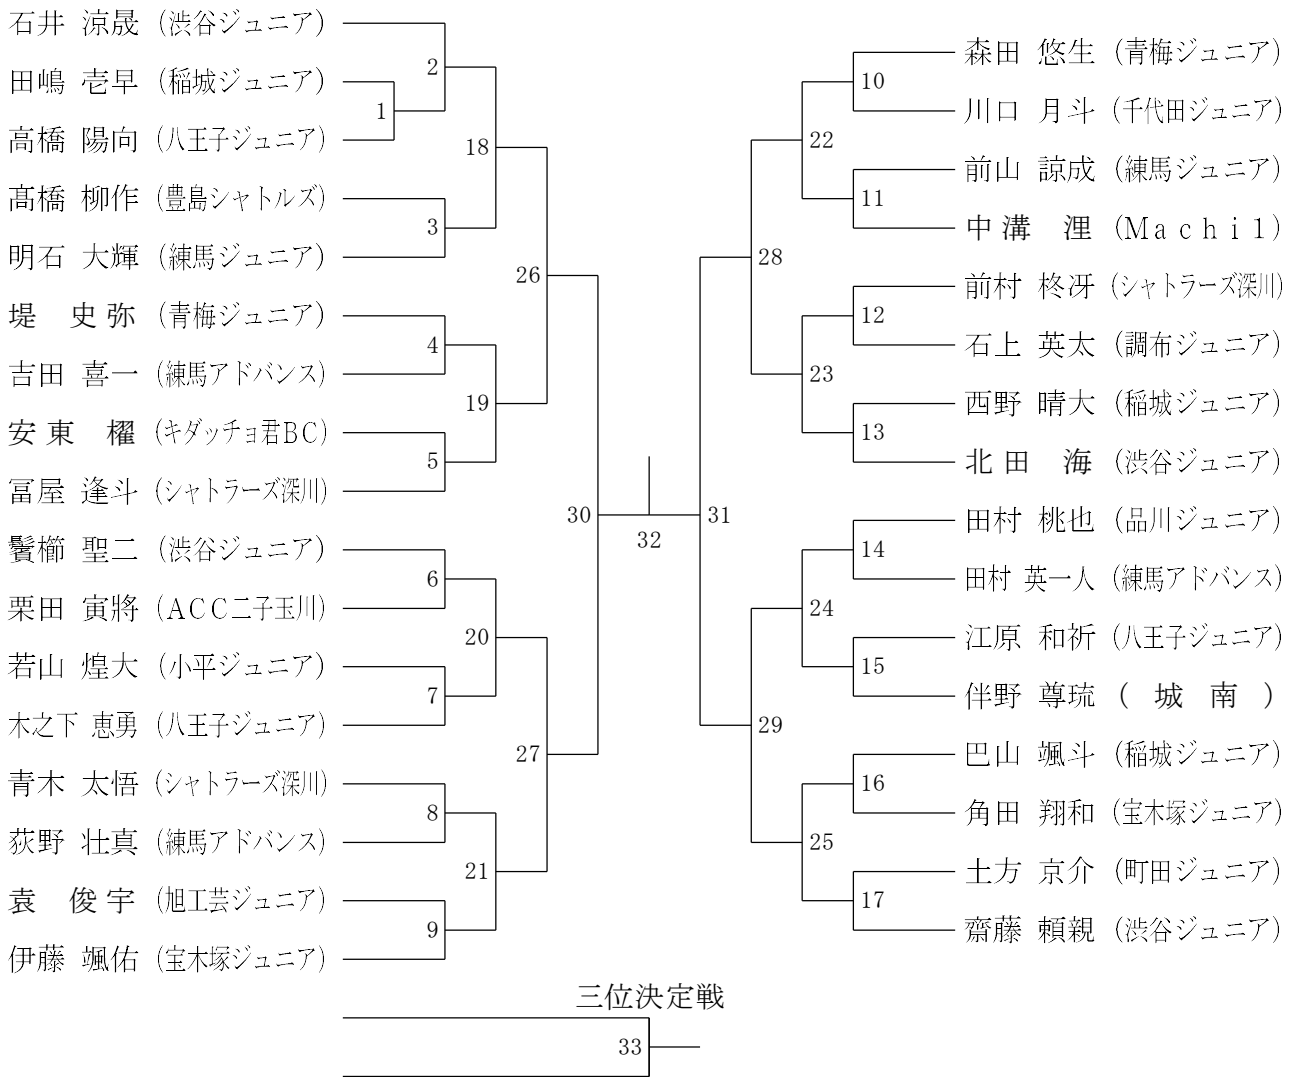 石井 涼晟 (渋谷ジュニア)
田嶋 壱早 (稲城ジュニア)
高橋 陽向 (八王子ジュニア)
髙橋 柳作 (豊島シャトルズ)
明石 大輝 (練馬ジュニア)
堤 史弥 (青梅ジュニア)
吉田 喜一 (練馬アドバンス)
安東 櫂 (キダッチョ君BC)
冨屋 逢斗 (シャトラーズ深川)
鬢櫛 聖二 (渋谷ジュニア)
栗田 寅將 (ACC二子玉川)
若山 煌大 (小平ジュニア)
木之下 恵勇 (八王子ジュニア)
青木 太悟 (シャトラーズ深川)
荻野 壮真 (練馬アドバンス)
袁 俊宇 (旭工芸ジュニア)
伊藤 颯佑 (宝木塚ジュニア)
1
2
3
4
5
6
7
8
9
18
19
20
21
26
27
30
32
31
28
29
22
23
24
25
10
11
12
13
14
15
16
17
森田 悠生 (青梅ジュニア)
川口 月斗 (千代田ジュニア)
前山 諒成 (練馬ジュニア)
中溝 浬 (Machi1)
前村 柊冴 (シャトラーズ深川)
石上 英太 (調布ジュニア)
西野 晴大 (稲城ジュニア)
北田 海 (渋谷ジュニア)
田村 桃也 (品川ジュニア)
田村 英一人 (練馬アドバンス)
江原 和祈 (八王子ジュニア)
伴野 尊琉 (城南)
巴山 颯斗 (稲城ジュニア)
角田 翔和 (宝木塚ジュニア)
土方 京介 (町田ジュニア)
齋藤 頼親 (渋谷ジュニア)
三位決定戦
33